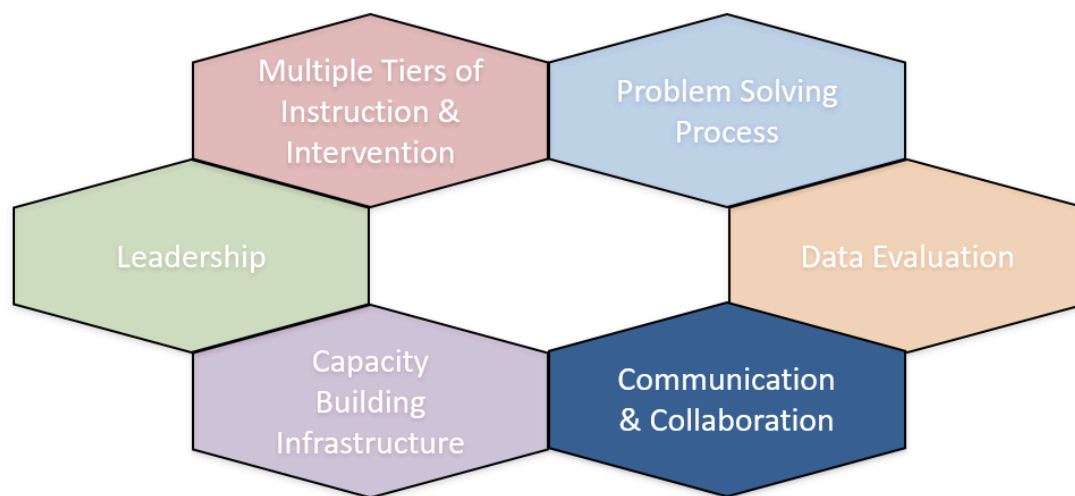 Multiple Tiers of
Instruction &
Intervention
Problem Solving
Process
Leadership
Data Evaluation
Capacity
Building
Infrastructure
Communication
& Collaboration